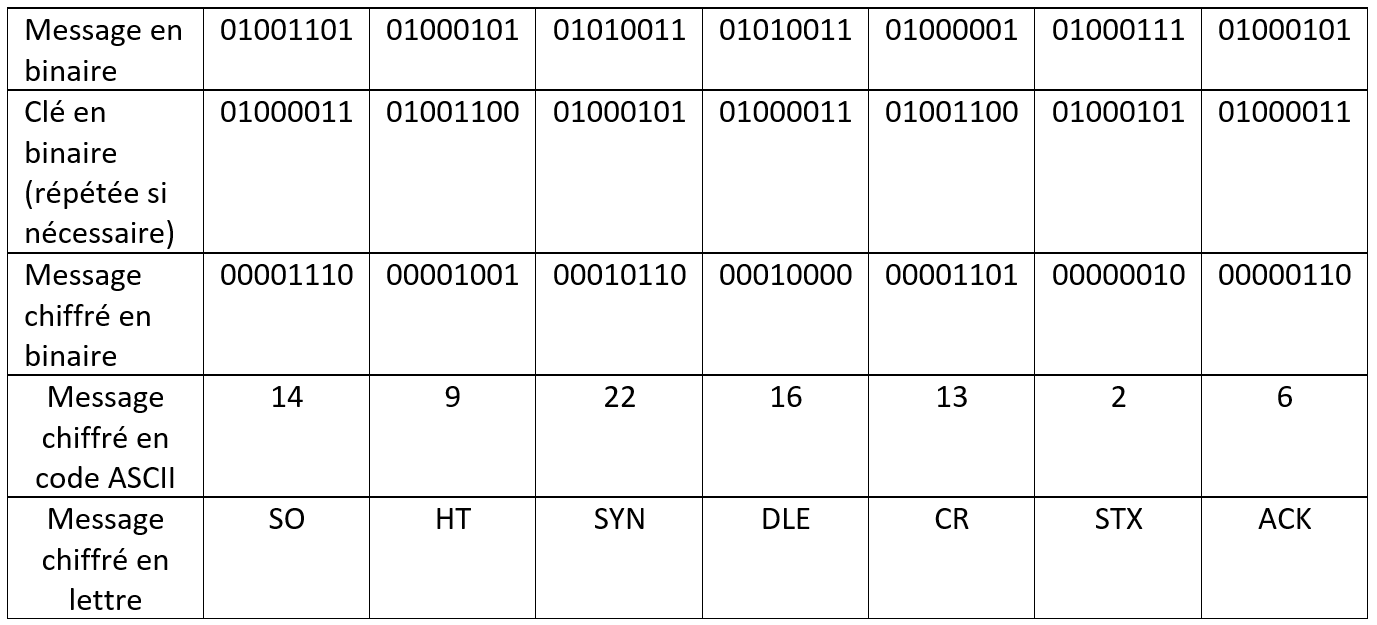 Message en binaire 01001101 01000101 01010011 01010011 01000001 01000111 01000101
Clé en binaire (répétée si nécessaire) 01000011 01001100 01000101 01000011 01001100 01000101 01000011
Message chiffré en binaire 00001110 00001001 00010110 00010000 00001101 00000010 00000110
Message chiffré en code ASCII 14 9 22 16 13 2 6
Message chiffré en lettre SO HT SYN DLE CR STX ACK